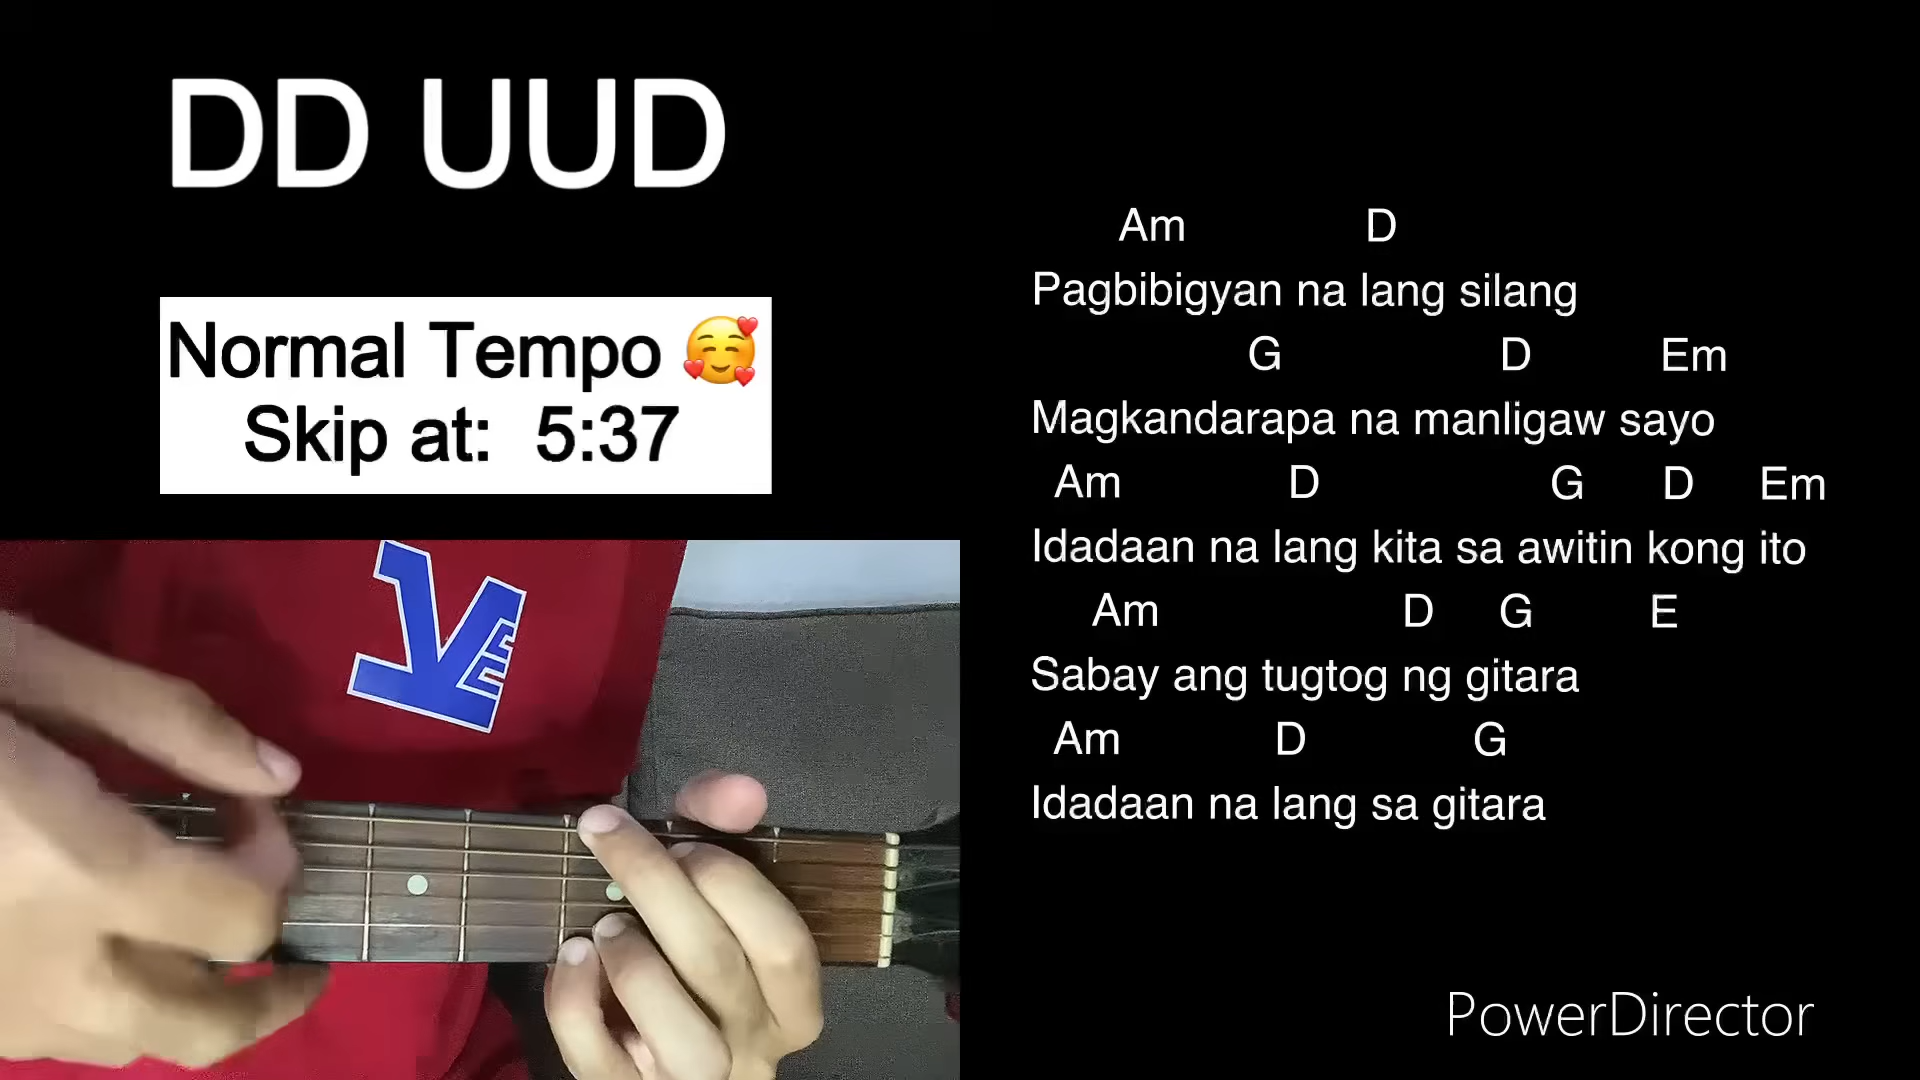 DD UUD
Normal Tempo 🥰
Skip at: 5:37
Am D
Pagbibigyan na lang silang
G D Em
Magkandarapa na manligaw sayo
Am D G D Em
Idadaan na lang kita sa awitin kong ito
Am D G E
Sabay ang tugtog ng gitara
Am D G
Idadaan na lang sa gitara
PowerDirector